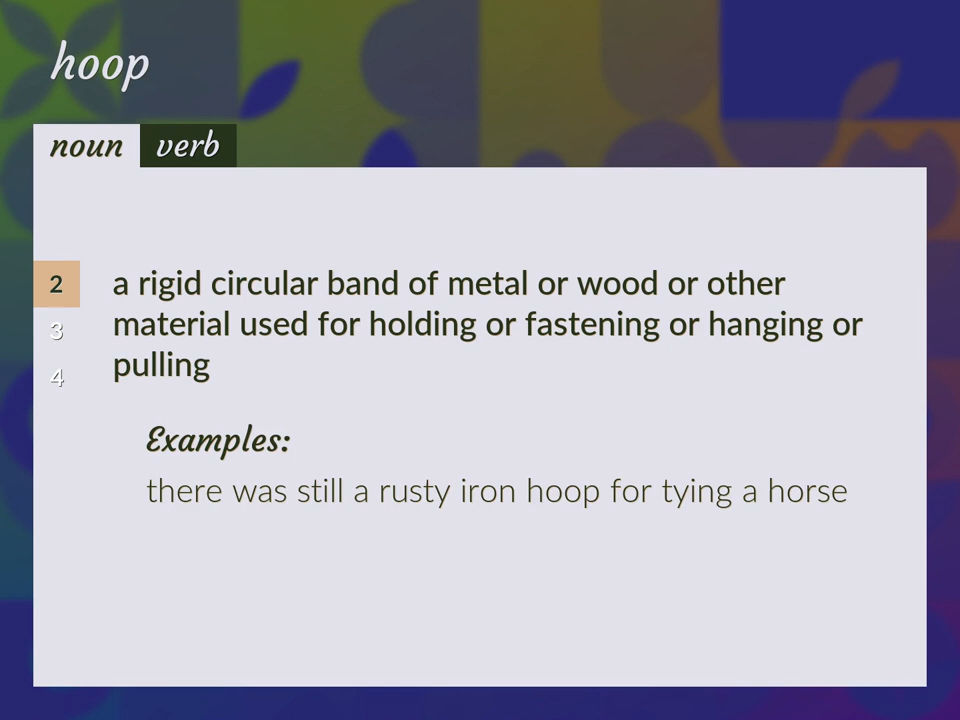 hoop
noun verb
2 a rigid circular band of metal or wood or other
3 material used for holding or fastening or hanging or
4 pulling
Examples:
there was still a rusty iron hoop for tying a horse